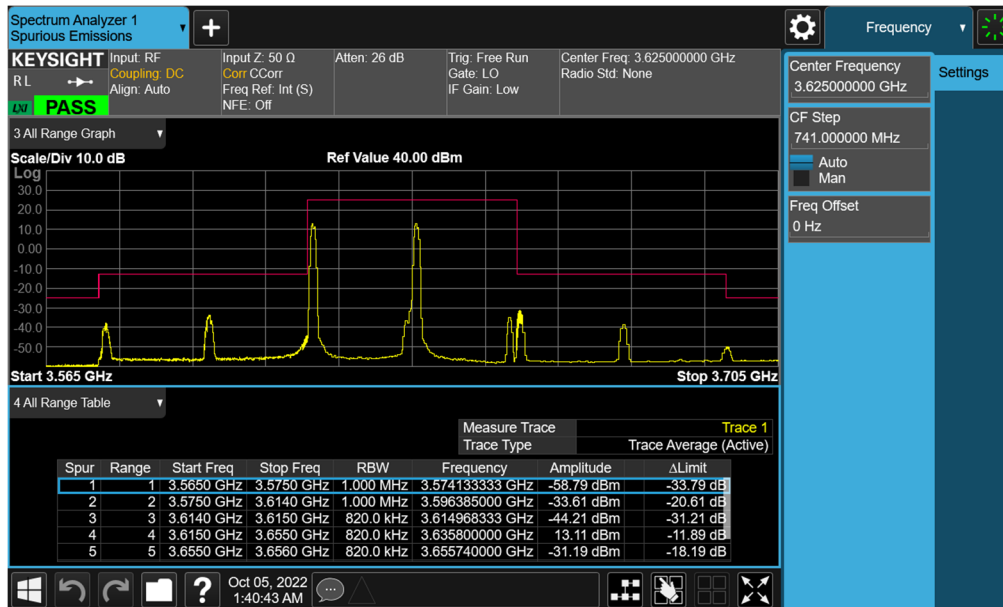 Spectrum Analyzer 1
Spurious Emissions
Frequency
KEYSIGHT
RL
LXI
PASS
Input: RF
Coupling: DC
Align: Auto
Input Z: 50 Ω
Corr CCorr
Freq Ref: Int (S)
NFE: Off
Atten: 26 dB
Trig: Free Run
Gate: LO
IF Gain: Low
Center Freq: 3.625000000 GHz
Radio Std: None
Center Frequency
3.625000000 GHz
Settings
CF Step
741.000000 MHz
Auto
Man
Freq Offset
0 Hz
3 All Range Graph
Scale/Div 10.0 dB
Ref Value 40.00 dBm
Log
30.0
20.0
10.0
0.00
-10.0
-20.0
-30.0
-40.0
-50.0
Start 3.565 GHz
Stop 3.705 GHz
4 All Range Table
Measure Trace Trace 1
Trace Type Trace Average (Active)
Spur Range Start Freq Stop Freq RBW Frequency Amplitude ΔLimit
1 1 3.5650 GHz 3.5750 GHz 1.000 MHz 3.574133333 GHz -58.79 dBm -33.79 dB
2 2 3.5750 GHz 3.6140 GHz 1.000 MHz 3.596385000 GHz -33.61 dBm -20.61 dB
3 3 3.6140 GHz 3.6150 GHz 820.0 kHz 3.614968333 GHz -44.21 dBm -31.21 dB
4 4 3.6150 GHz 3.6550 GHz 820.0 kHz 3.635800000 GHz 13.11 dBm -11.89 dB
5 5 3.6550 GHz 3.6560 GHz 820.0 kHz 3.655740000 GHz -31.19 dBm -18.19 dB
Oct 05, 2022
1:40:43 AM